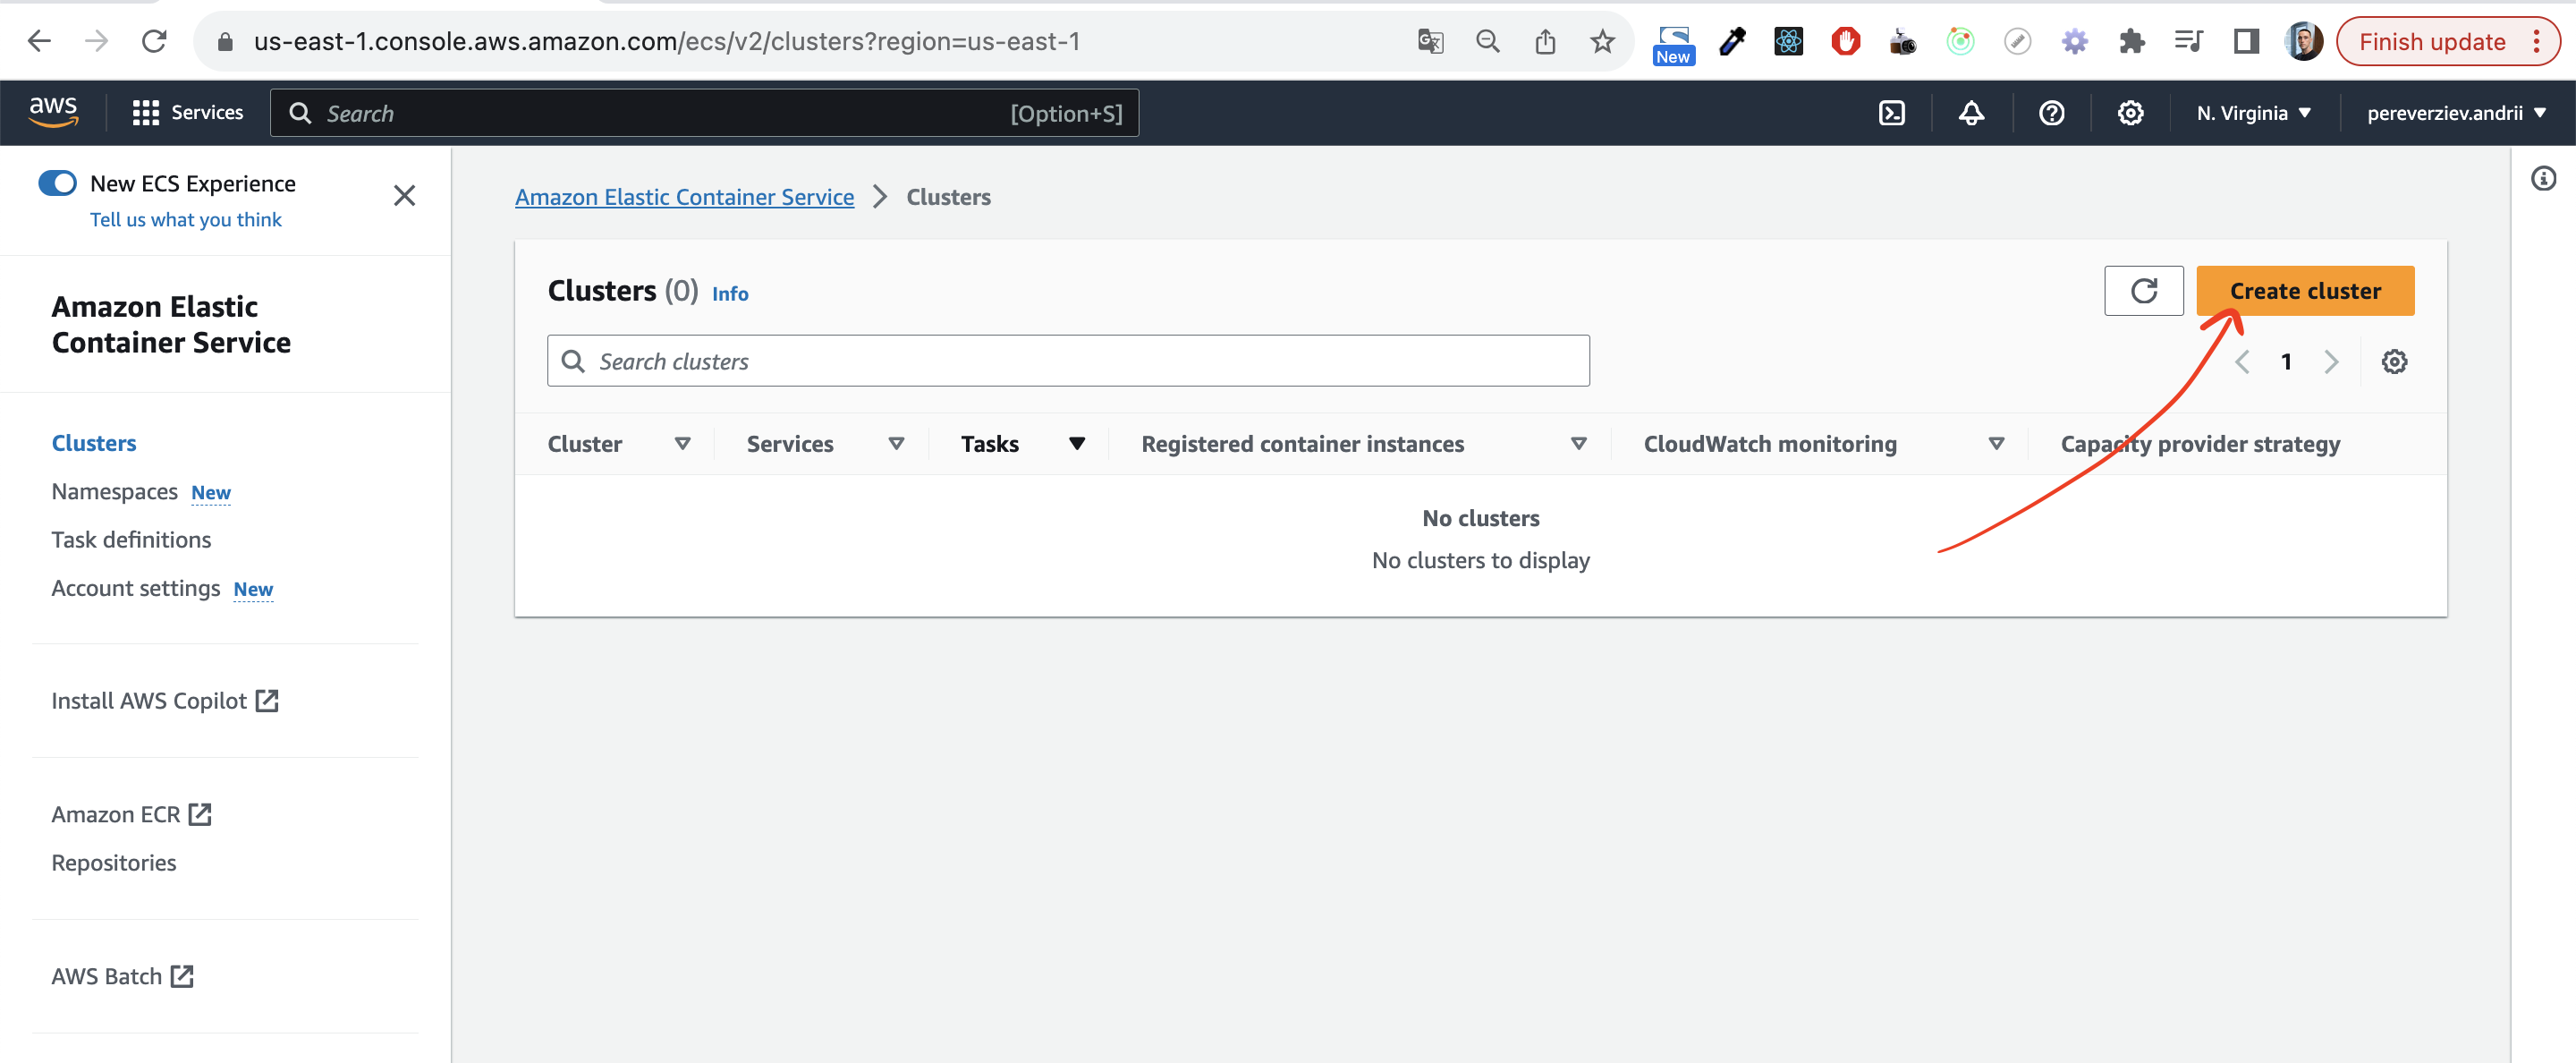 us-east-1.console.aws.amazon.com/ecs/v2/clusters?region=us-east-1
New
Finish update
aws
Services
Search
[Option+S]
N. Virginia
pereverziev.andrii
New ECS Experience
Tell us what you think
Amazon Elastic
Container Service
Clusters
Namespaces New
Task definitions
Account settings New
Install AWS Copilot
Amazon ECR
Repositories
AWS Batch
Amazon Elastic Container Service > Clusters
Clusters (0) Info
Create cluster
Search clusters
1
Cluster Services Tasks Registered container instances CloudWatch monitoring Capacity provider strategy
No clusters
No clusters to display